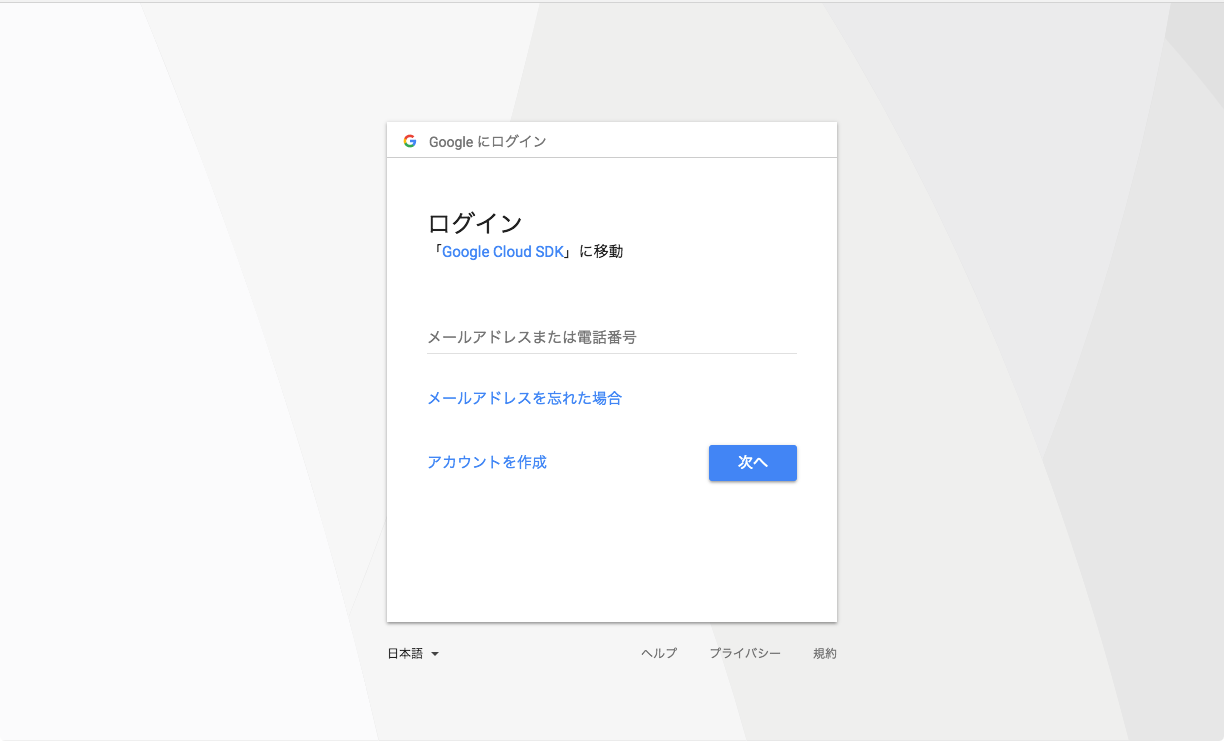 Google にログイン
ログイン
「Google Cloud SDK」に移動
メールアドレスまたは電話番号
メールアドレスを忘れた場合
アカウントを作成
次へ
日本語
ヘルプ
プライバシー
規約